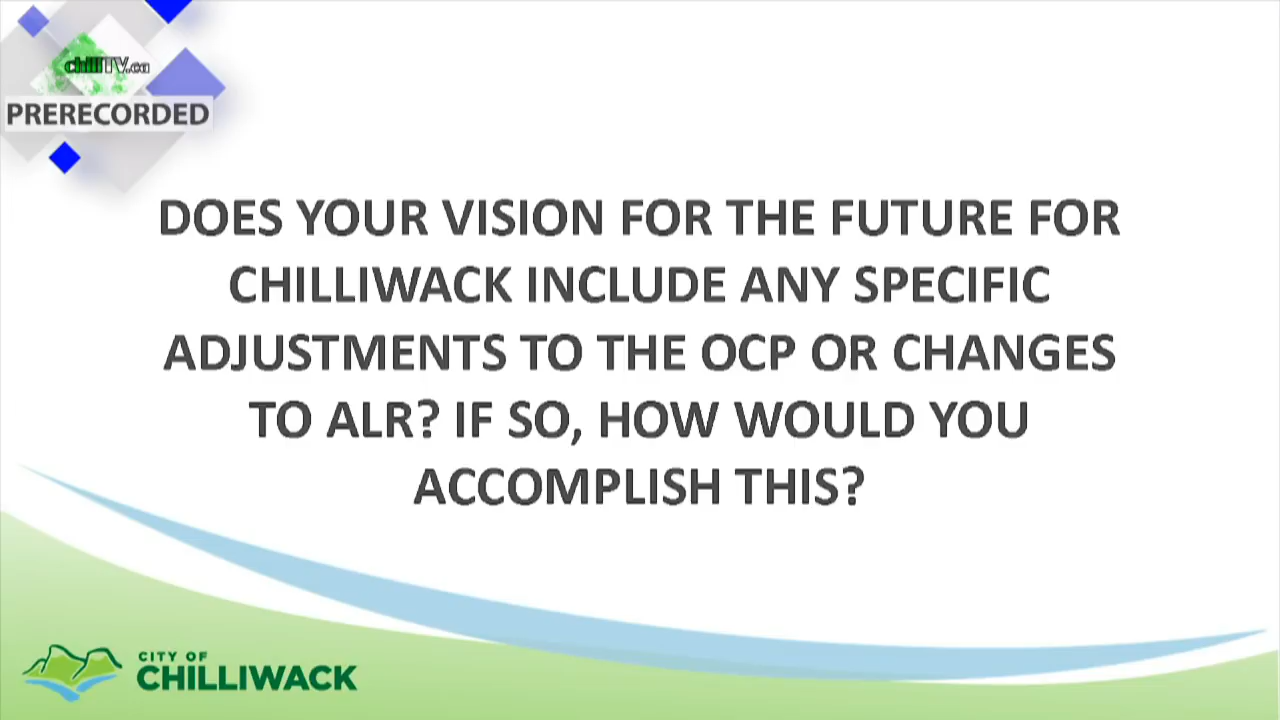 chillTV.ca
PRERECORDED
DOES YOUR VISION FOR THE FUTURE FOR
CHILLIWACK INCLUDE ANY SPECIFIC
ADJUSTMENTS TO THE OCP OR CHANGES
TO ALR? IF SO, HOW WOULD YOU
ACCOMPLISH THIS?
CITY OF
CHILLIWACK